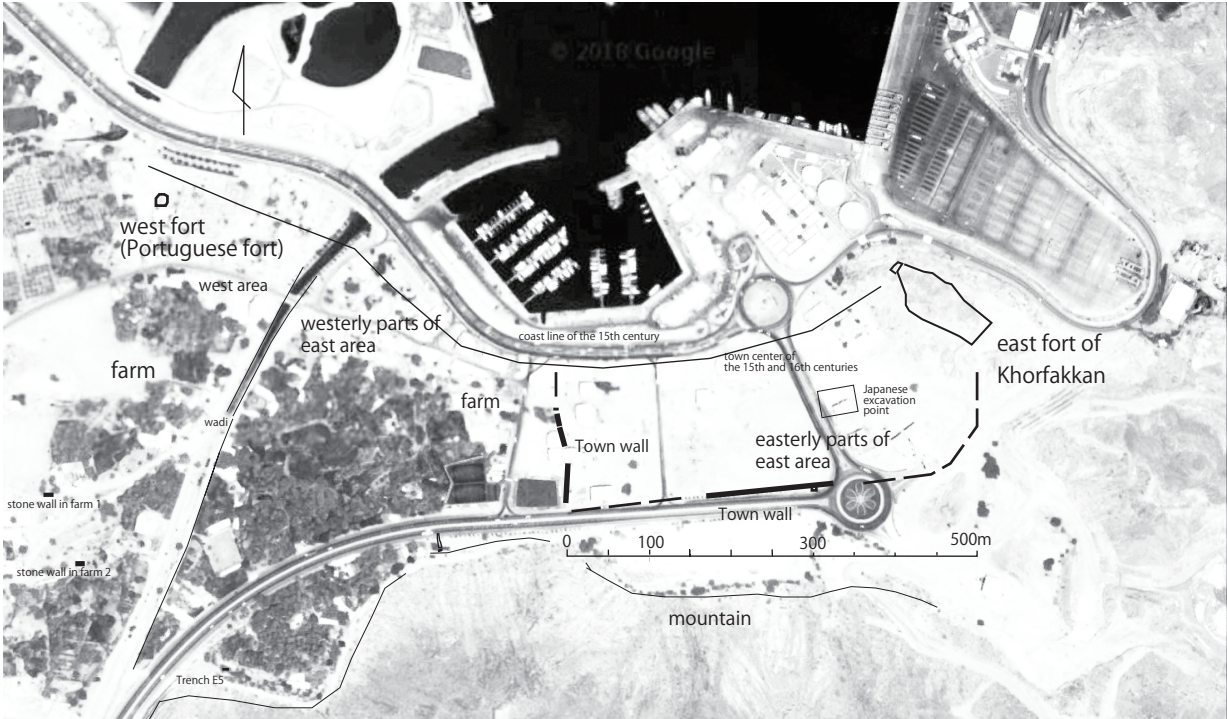 © 2018 Google
west fort
(Portuguese fort)
west area
westerly parts of
east area
coast line of the 15th century
town center of
the 15th and 16th centuries
east fort of
Khorfakkan
farm
farm
Japanese
excavation
point
wadi
Town wall
easterly parts of
east area
stone wall in farm 1
Town wall
0 100 300 500m
stone wall in farm 2
mountain
Trench E5